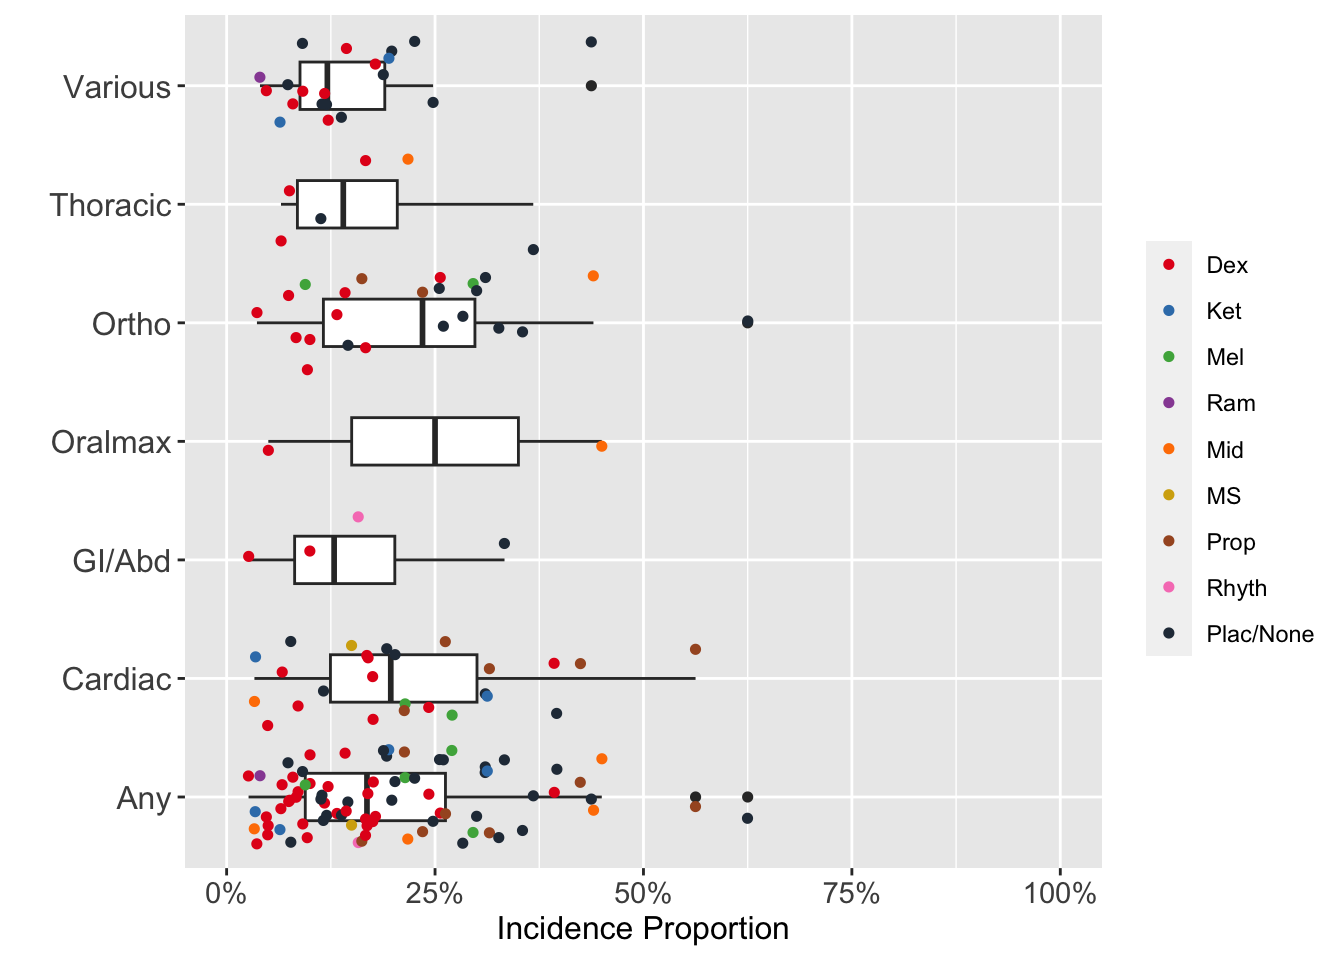 Various
Thoracic
Ortho
Oralmax
GI/Abd
Cardiac
Any
0% 25% 50% 75% 100%
Incidence Proportion
Dex
Ket
Mel
Ram
Mid
MS
Prop
Rhyth
Plac/None